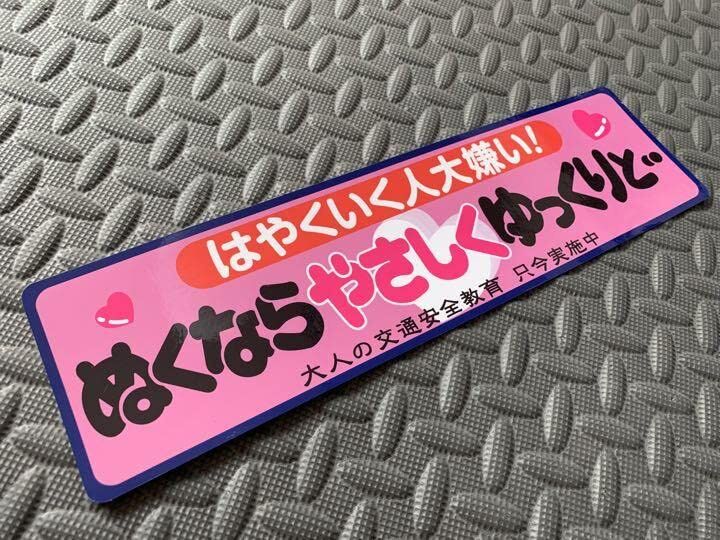 はやくいく人大嫌い!
ぬくならやさしくゆっくりと
大人の交通安全教育 只今実施中